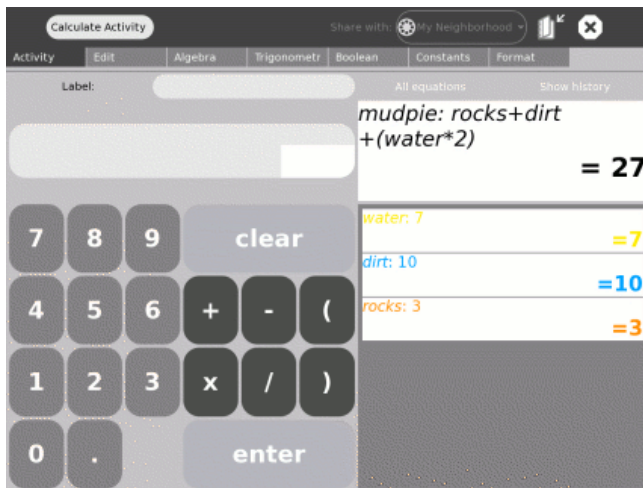 Calculate Activity
Share with: My Neighborhood
Activity Edit Algebra Trigonometr Boolean Constants Format
Label:
All equations Show history
mudpie: rocks+dirt
+(water*2)
= 27
water: 7
=7
dirt: 10
=10
rocks: 3
=3
7 8 9 clear
4 5 6 + - (
1 2 3 x / )
0 . enter